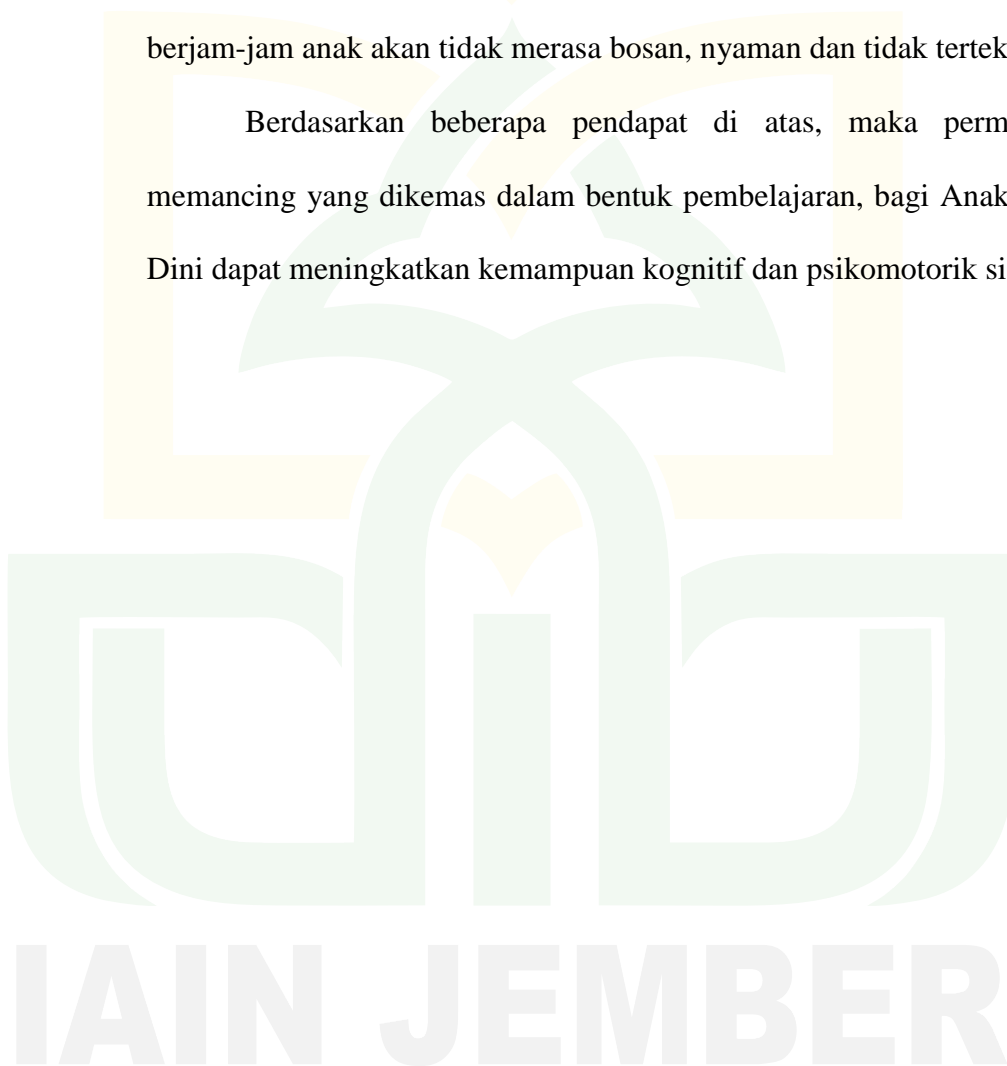 berjam-jam anak akan tidak merasa bosan, nyaman dan tidak tertek
Berdasarkan beberapa pendapat di atas, maka perm
memancing yang dikemas dalam bentuk pembelajaran, bagi Anak
Dini dapat meningkatkan kemampuan kognitif dan psikomotorik si
IAIN JEMBER